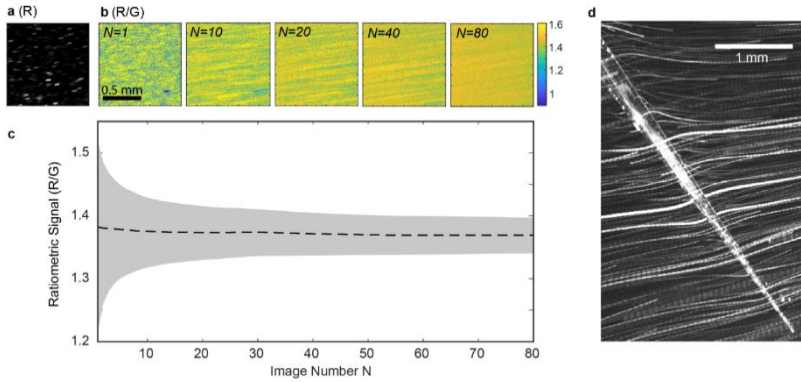 a (R)
b (R/G)
N=1
N=10
N=20
N=40
N=80
0.5 mm
1.6
1.4
1.2
1
c
1.5
1.4
1.3
1.2
Ratiometric Signal (R/G)
10
20
30
40
50
60
70
80
Image Number N
d
1 mm